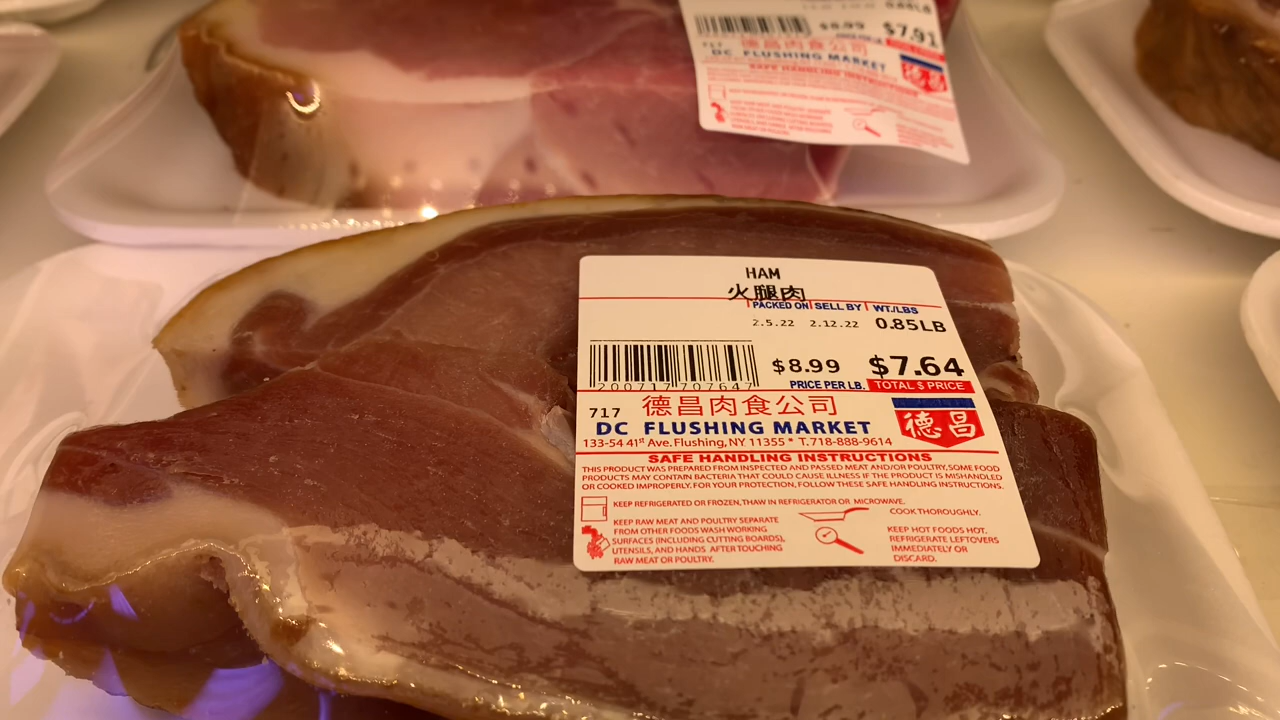 $8.99 $7.91
717 德昌肉食公司
DC FLUSHING MARKET
SAFE HANDLING INSTRUCTIONS
德昌
HAM
火腿肉
PACKED ON SELL BY WT./LBS
2.5.22 2.12.22 0.85LB
$8.99 $7.64
200717 707647
PRICE PER LB. TOTAL $ PRICE
717 德昌肉食公司
DC FLUSHING MARKET
德昌
133-54 41st Ave. Flushing, NY 11355 * T.718-888-9614
SAFE HANDLING INSTRUCTIONS
THIS PRODUCT WAS PREPARED FROM INSPECTED AND PASSED MEAT AND/OR POULTRY, SOME FOOD
PRODUCTS MAY CONTAIN BACTERIA THAT COULD CAUSE ILLNESS IF THE PRODUCT IS MISHANDLED
OR COOKED IMPROPERLY. FOR YOUR PROTECTION, FOLLOW THESE SAFE HANDLING INSTRUCTIONS.
KEEP REFRIGERATED OR FROZEN, THAW IN REFRIGERATOR OR MICROWAVE.
KEEP RAW MEAT AND POULTRY SEPARATE
FROM OTHER FOODS WASH WORKING
SURFACES (INCLUDING CUTTING BOARDS),
UTENSILS, AND HANDS AFTER TOUCHING
RAW MEAT OR POULTRY.
COOK THOROUGHLY.
KEEP HOT FOODS HOT.
REFRIGERATE LEFTOVERS
IMMEDIATELY OR
DISCARD.